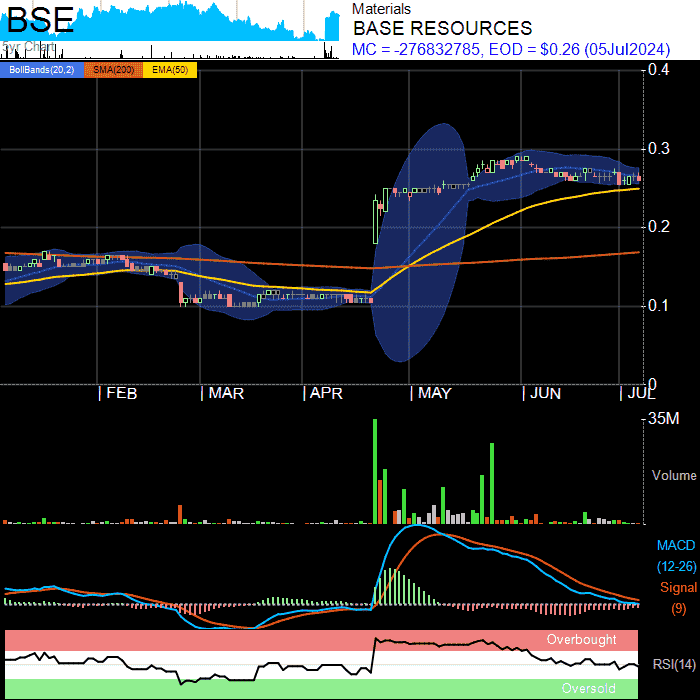 BSE
5yr Chart
Materials
BASE RESOURCES
MC = -276832785, EOD = $0.26 (05Jul2024)
BollBands(20,2) SMA(200) EMA(50)
0.4
0.3
0.2
0.1
0
FEB MAR APR MAY JUN JUL
35M
Volume
MACD
(12-26)
Signal
(9)
Overbought
RSI(14)
Oversold